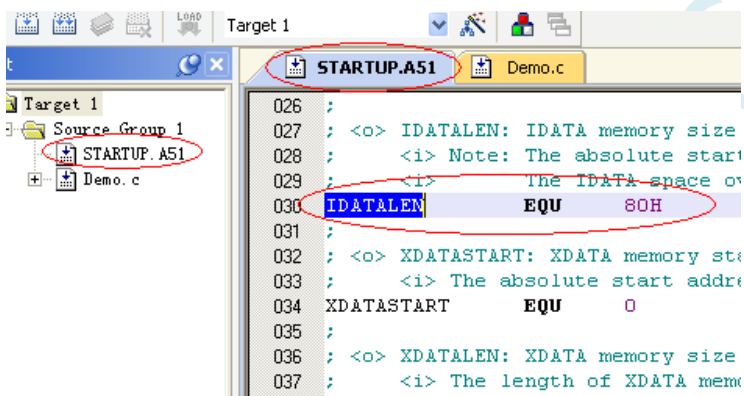 LOAD
Target 1
STARTUP.A51 Demo.c
Target 1
Source Group 1
STARTUP.A51
Demo.c
026 ;
027 ; <o> IDATALEN: IDATA memory size
028 ; <i> Note: The absolute start
029 ; <i> The IDATA space ov
030 IDATALEN EQU 80H
031 ;
032 ; <o> XDATASTART: XDATA memory sta
033 ; <i> The absolute start addre
034 XDATASTART EQU 0
035 ;
036 ; <o> XDATALEN: XDATA memory size
037 ; <i> The length of XDATA memo